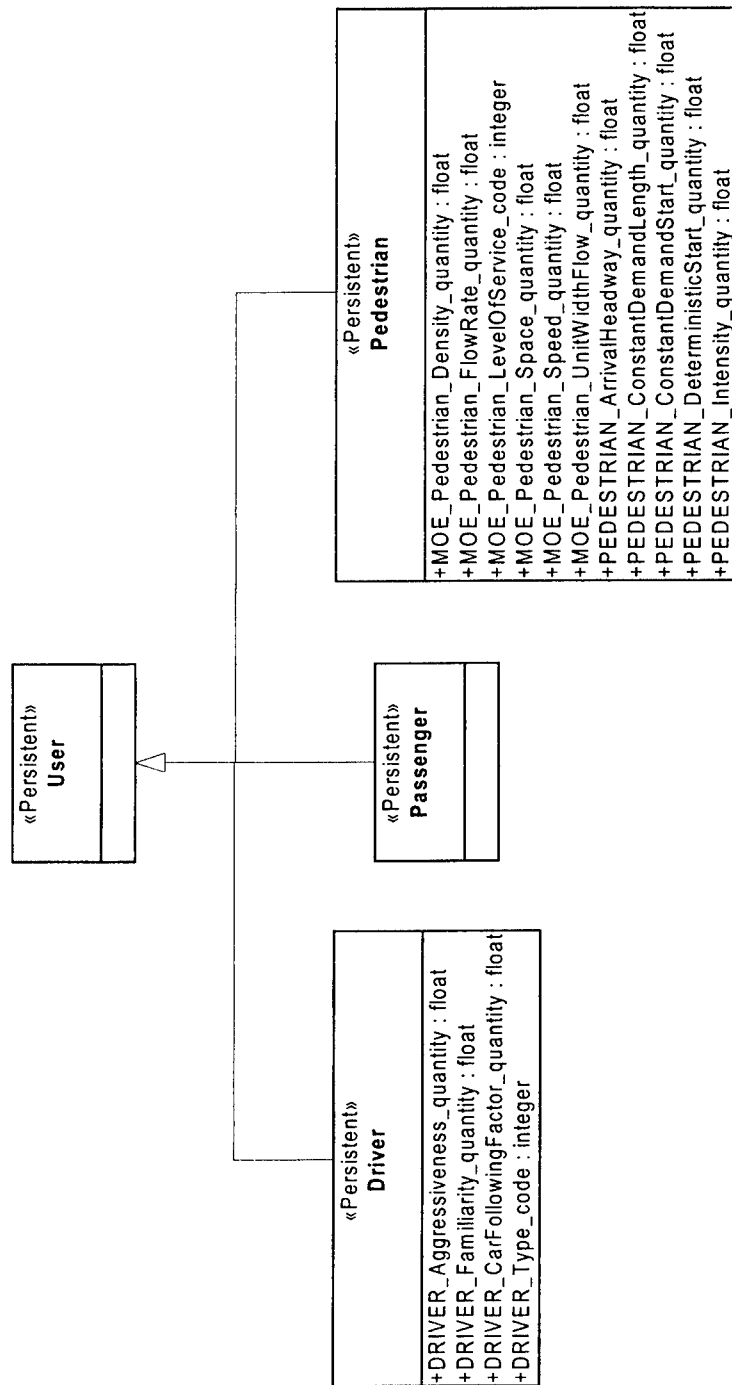 «Persistent»
User
«Persistent»
Driver
+DRIVER_Aggressiveness_quantity : float
+DRIVER_Familiarity_quantity : float
+DRIVER_CarFollowingFactor_quantity : float
+DRIVER_Type_code : integer
«Persistent»
Passenger
«Persistent»
Pedestrian
+MOE_Pedestrian_Density_quantity : float
+MOE_Pedestrian_FlowRate_quantity : float
+MOE_Pedestrian_LevelOfService_code : integer
+MOE_Pedestrian_Space_quantity : float
+MOE_Pedestrian_Speed_quantity : float
+MOE_Pedestrian_UnitWidthFlow_quantity : float
+PEDESTRIAN_ArrivalHeadway_quantity : float
+PEDESTRIAN_ConstantDemandLength_quantity : float
+PEDESTRIAN_ConstantDemandStart_quantity : float
+PEDESTRIAN_DeterministicStart_quantity : float
+PEDESTRIAN_Intensity_quantity : float